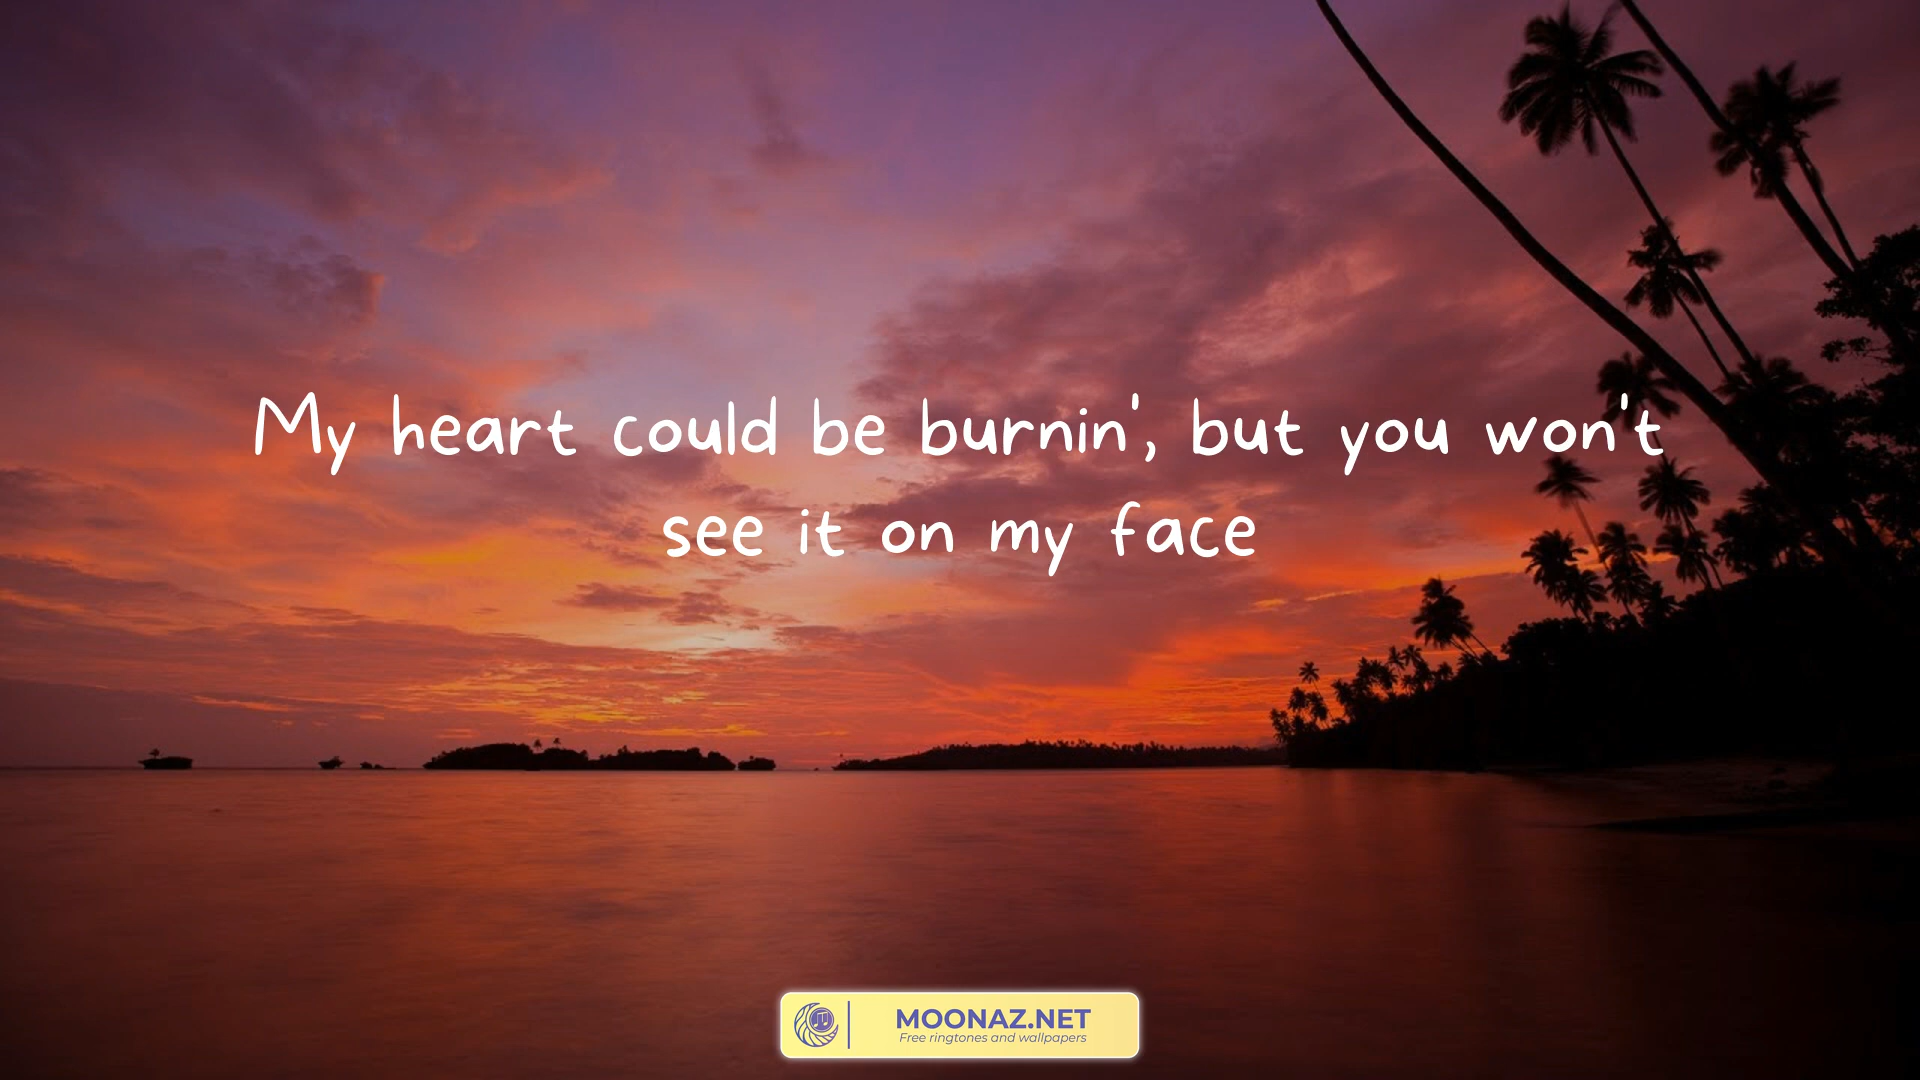 My heart could be burnin', but you won't
see it on my face
MOONAZ.NET
Free ringtones and wallpapers